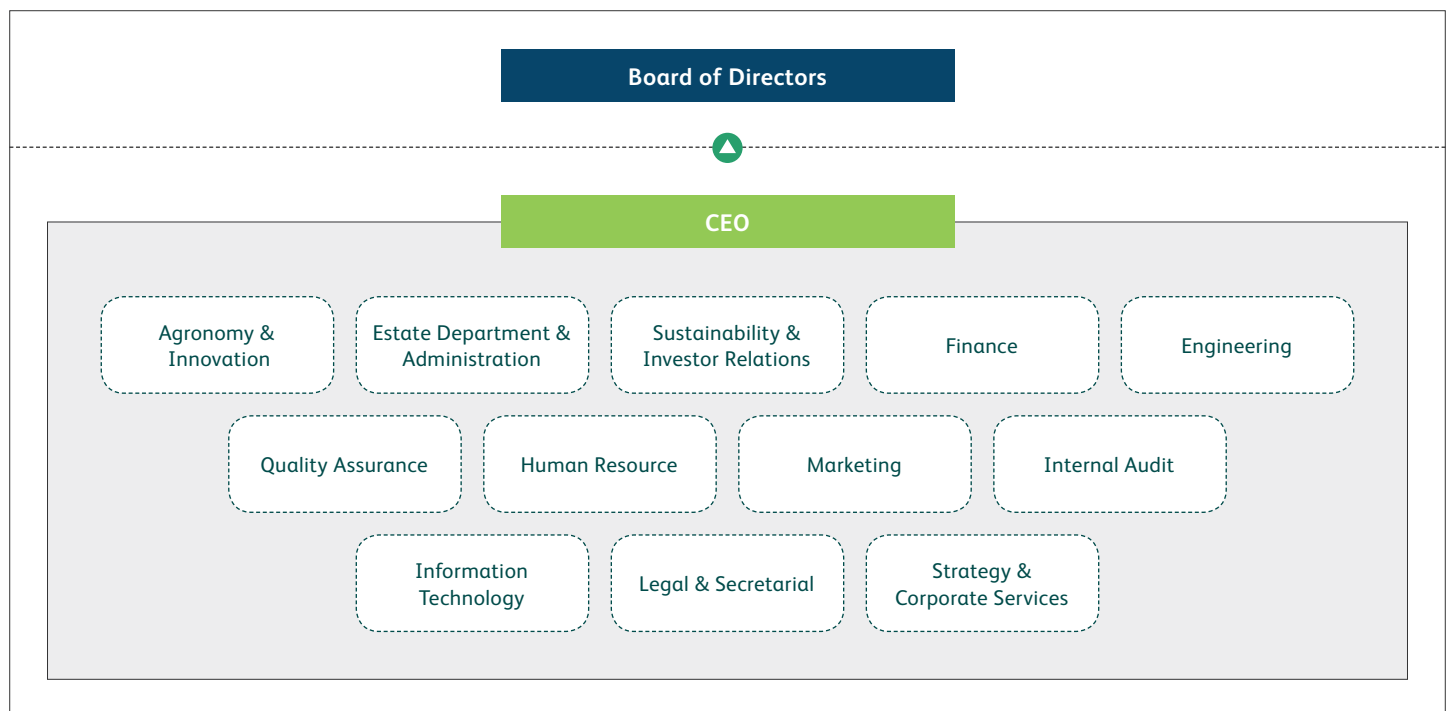 Board of Directors
CEO
Agronomy &
Innovation
Estate Department &
Administration
Sustainability &
Investor Relations
Finance
Engineering
Quality Assurance
Human Resource
Marketing
Internal Audit
Information
Technology
Legal & Secretarial
Strategy &
Corporate Services